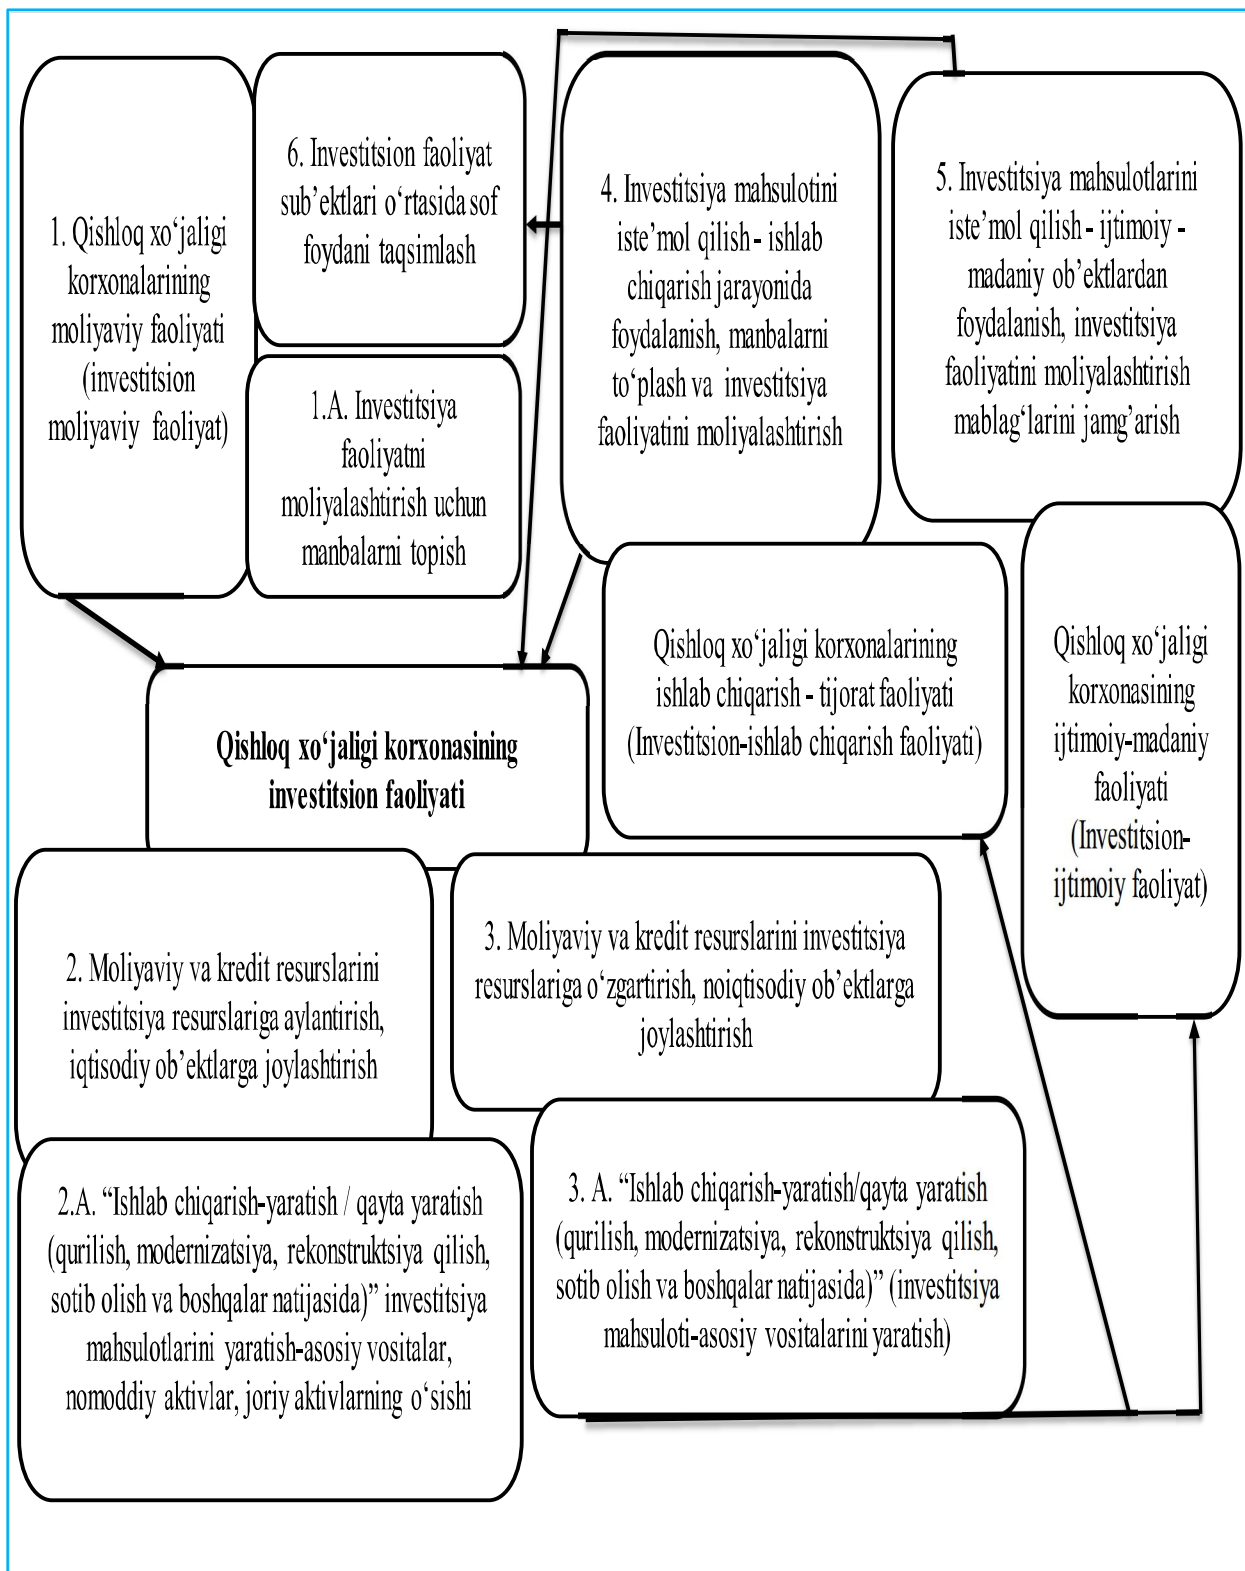 1. Qishloq xo‘jaligi
korxonalarining
moliyaviy faoliyati
(investitsion
moliyaviy faoliyat)
6. Investitsion faoliyat
sub’ektlari o‘rtasida sof
foydani taqsimlash
1.A. Investitsiya
faoliyatni
moliyalashtirish uchun
manbalarni topish
4. Investitsiya mahsulotini
iste’mol qilish - ishlab
chiqarish jarayonida
foydalanish, manbalarni
to‘plash va investitsiya
faoliyatini moliyalashtirish
5. Investitsiya mahsulotlarini
iste’mol qilish - ijtimoiy -
madaniy ob’ektlardan
foydalanish, investitsiya
faoliyatini moliyalashtirish
mablag‘larini jamg’arish
Qishloq xo‘jaligi korxonasining
investitsion faoliyati
Qishloq xo‘jaligi korxonalarining
ishlab chiqarish - tijorat faoliyati
(Investitsion-ishlab chiqarish faoliyati)
Qishloq xo‘jaligi
korxonasining
ijtimoiy-madaniy
faoliyati
(Investitsion-
ijtimoiy faoliyat)
2. Moliyaviy va kredit resurslarini
investitsiya resurslariga aylantirish,
iqtisodiy ob’ektlarga joylashtirish
3. Moliyaviy va kredit resurslarini investitsiya
resurslariga o‘zgartirish, noiqtisodiy ob’ektlarga
joylashtirish
2.A. “Ishlab chiqarish-yaratish / qayta yaratish
(qurilish, modernizatsiya, rekonstruktsiya qilish,
sotib olish va boshqalar natijasida)” investitsiya
mahsulotlarini yaratish-asosiy vositalar,
nomoddiy aktivlar, joriy aktivlarning o‘sishi
3. A. “Ishlab chiqarish-yaratish/qayta yaratish
(qurilish, modernizatsiya, rekonstruktsiya qilish,
sotib olish va boshqalar natijasida)” (investitsiya
mahsuloti-asosiy vositalarini yaratish)